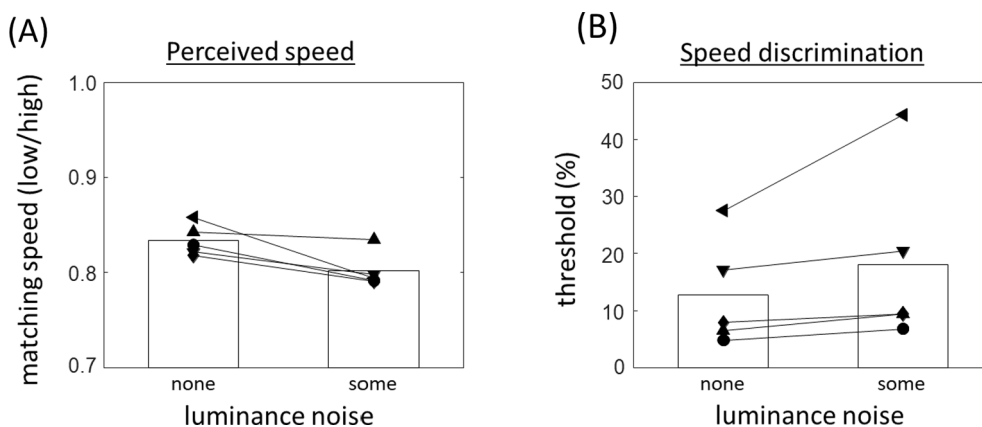 (A)
Perceived speed
matching speed (low/high)
1.0
0.9
0.8
0.7
none some
luminance noise
(B)
Speed discrimination
threshold (%)
50
40
30
20
10
0
none some
luminance noise